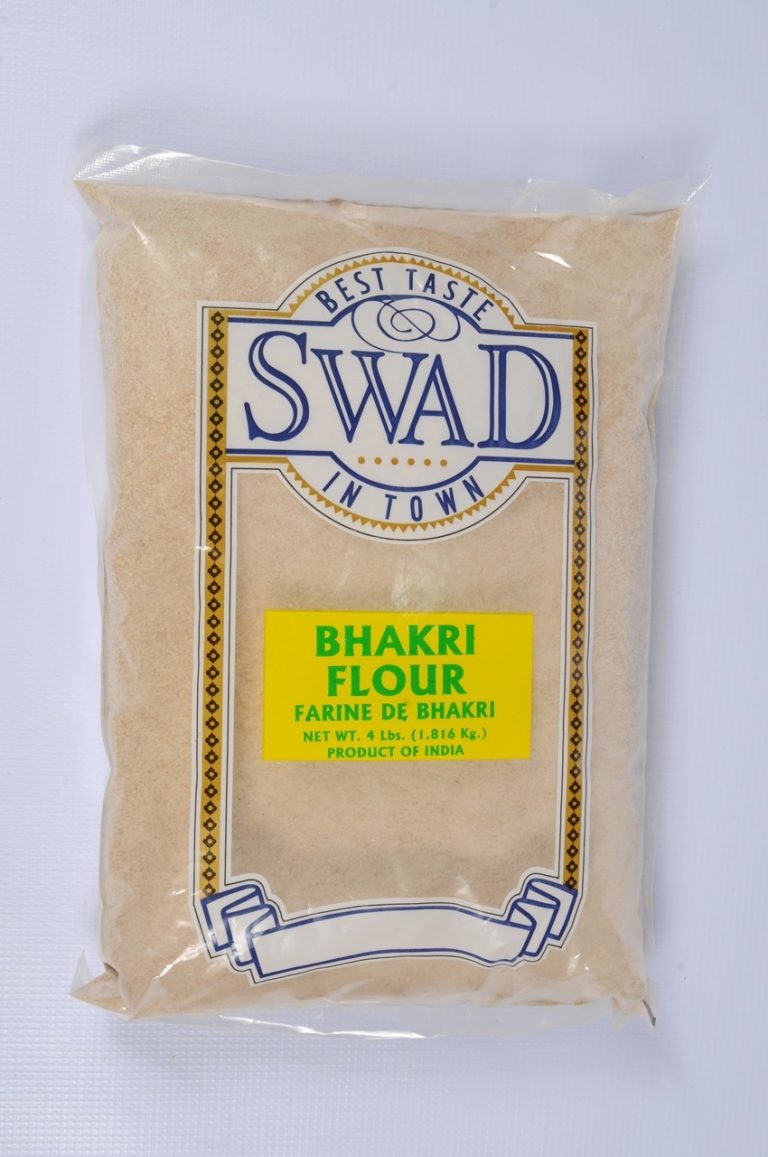 BEST TASTE
SWAD
IN TOWN
BHAKRI
FLOUR
FARINE DE BHAKRI
NET WT. 4 Lbs. (1.816 Kg.)
PRODUCT OF INDIA